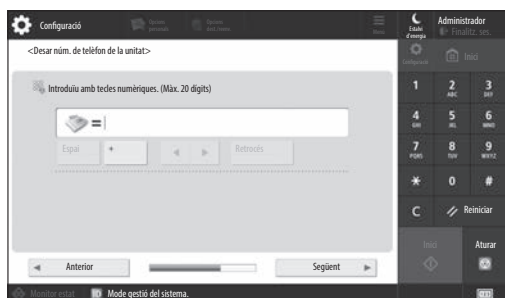 Configuració
Estalvi
d'energia
Administrador
Finalitz. ses.
<Desar núm. de telèfon de la unitat>
Inici
Introduïu amb tecles numèriques. (Màx. 20 dígits)
=
Espai
+
Retrocés
1
2
ABC
3
DEF
4
GHI
5
JKL
6
MNO
7
PQRS
8
TUV
9
WXYZ
*
0
#
C
Reiniciar
Inici
Aturar
Anterior
Següent
Monitor estat
Mode gestió del sistema.